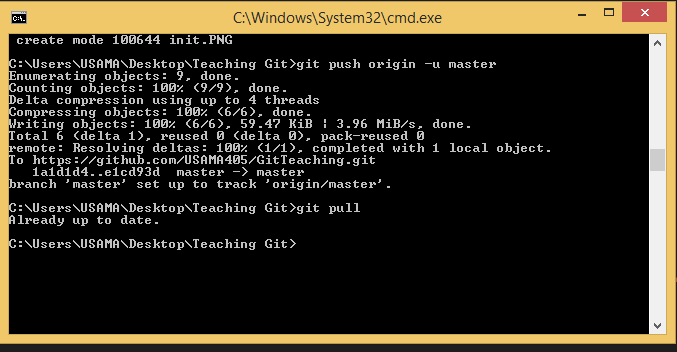 C:\Windows\System32\cmd.exe
create mode 100644 init.PNG
C:\Users\USAMA\Desktop\Teaching Git>git push origin -u master
Enumerating objects: 9, done.
Counting objects: 100% (9/9), done.
Delta compression using up to 4 threads
Compressing objects: 100% (6/6), done.
Writing objects: 100% (6/6), 59.47 KiB | 3.96 MiB/s, done.
Total 6 (delta 1), reused 0 (delta 0), pack-reused 0
remote: Resolving deltas: 100% (1/1), completed with 1 local object.
To https://github.com/USAMA405/GitTeaching.git
1a1d1d4..e1cd93d  master -> master
branch 'master' set up to track 'origin/master'.
C:\Users\USAMA\Desktop\Teaching Git>git pull
Already up to date.
C:\Users\USAMA\Desktop\Teaching Git>